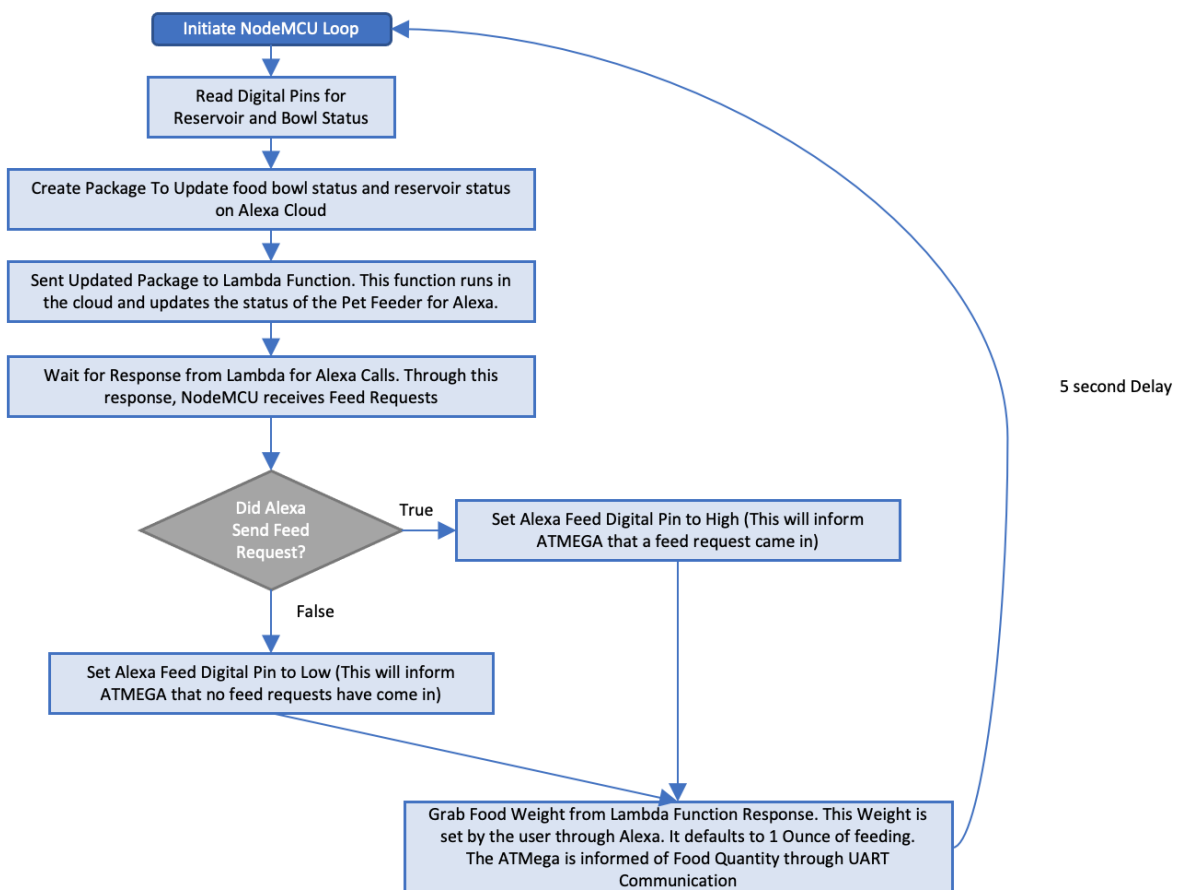 Initiate NodeMCU Loop
Read Digital Pins for
Reservoir and Bowl Status
Create Package To Update food bowl status and reservoir status
on Alexa Cloud
Sent Updated Package to Lambda Function. This function runs in
the cloud and updates the status of the Pet Feeder for Alexa.
Wait for Response from Lambda for Alexa Calls. Through this
response, NodeMCU receives Feed Requests
5 second Delay
Did Alexa
Send Feed
Request?
True
Set Alexa Feed Digital Pin to High (This will inform
ATMEGA that a feed request came in)
False
Set Alexa Feed Digital Pin to Low (This will inform
ATMEGA that no feed requests have come in)
Grab Food Weight from Lambda Function Response. This Weight is
set by the user through Alexa. It defaults to 1 Ounce of feeding.
The ATMega is informed of Food Quantity through UART
Communication